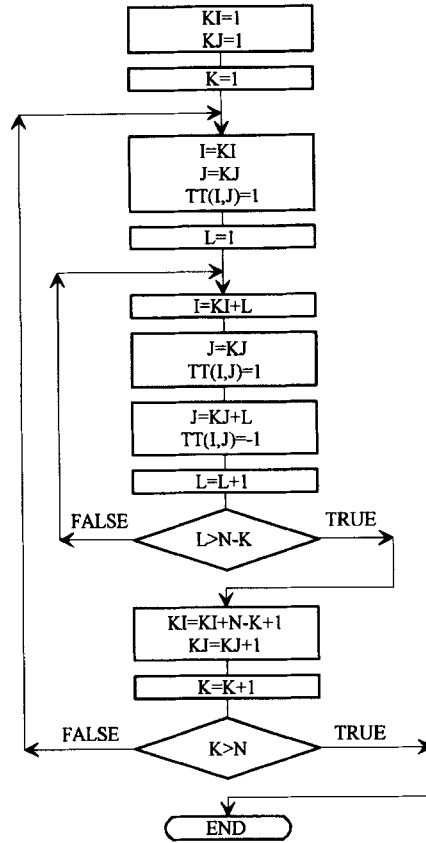 KI=1
KJ=1
K=1
I=KI
J=KJ
TT(I,J)=1
L=1
I=KI+L
J=KJ
TT(I,J)=1
J=KJ+L
TT(I,J)=-1
L=L+1
FALSE
L>N-K
TRUE
KI=KI+N-K+1
KJ=KJ+1
K=K+1
FALSE
K>N
TRUE
END